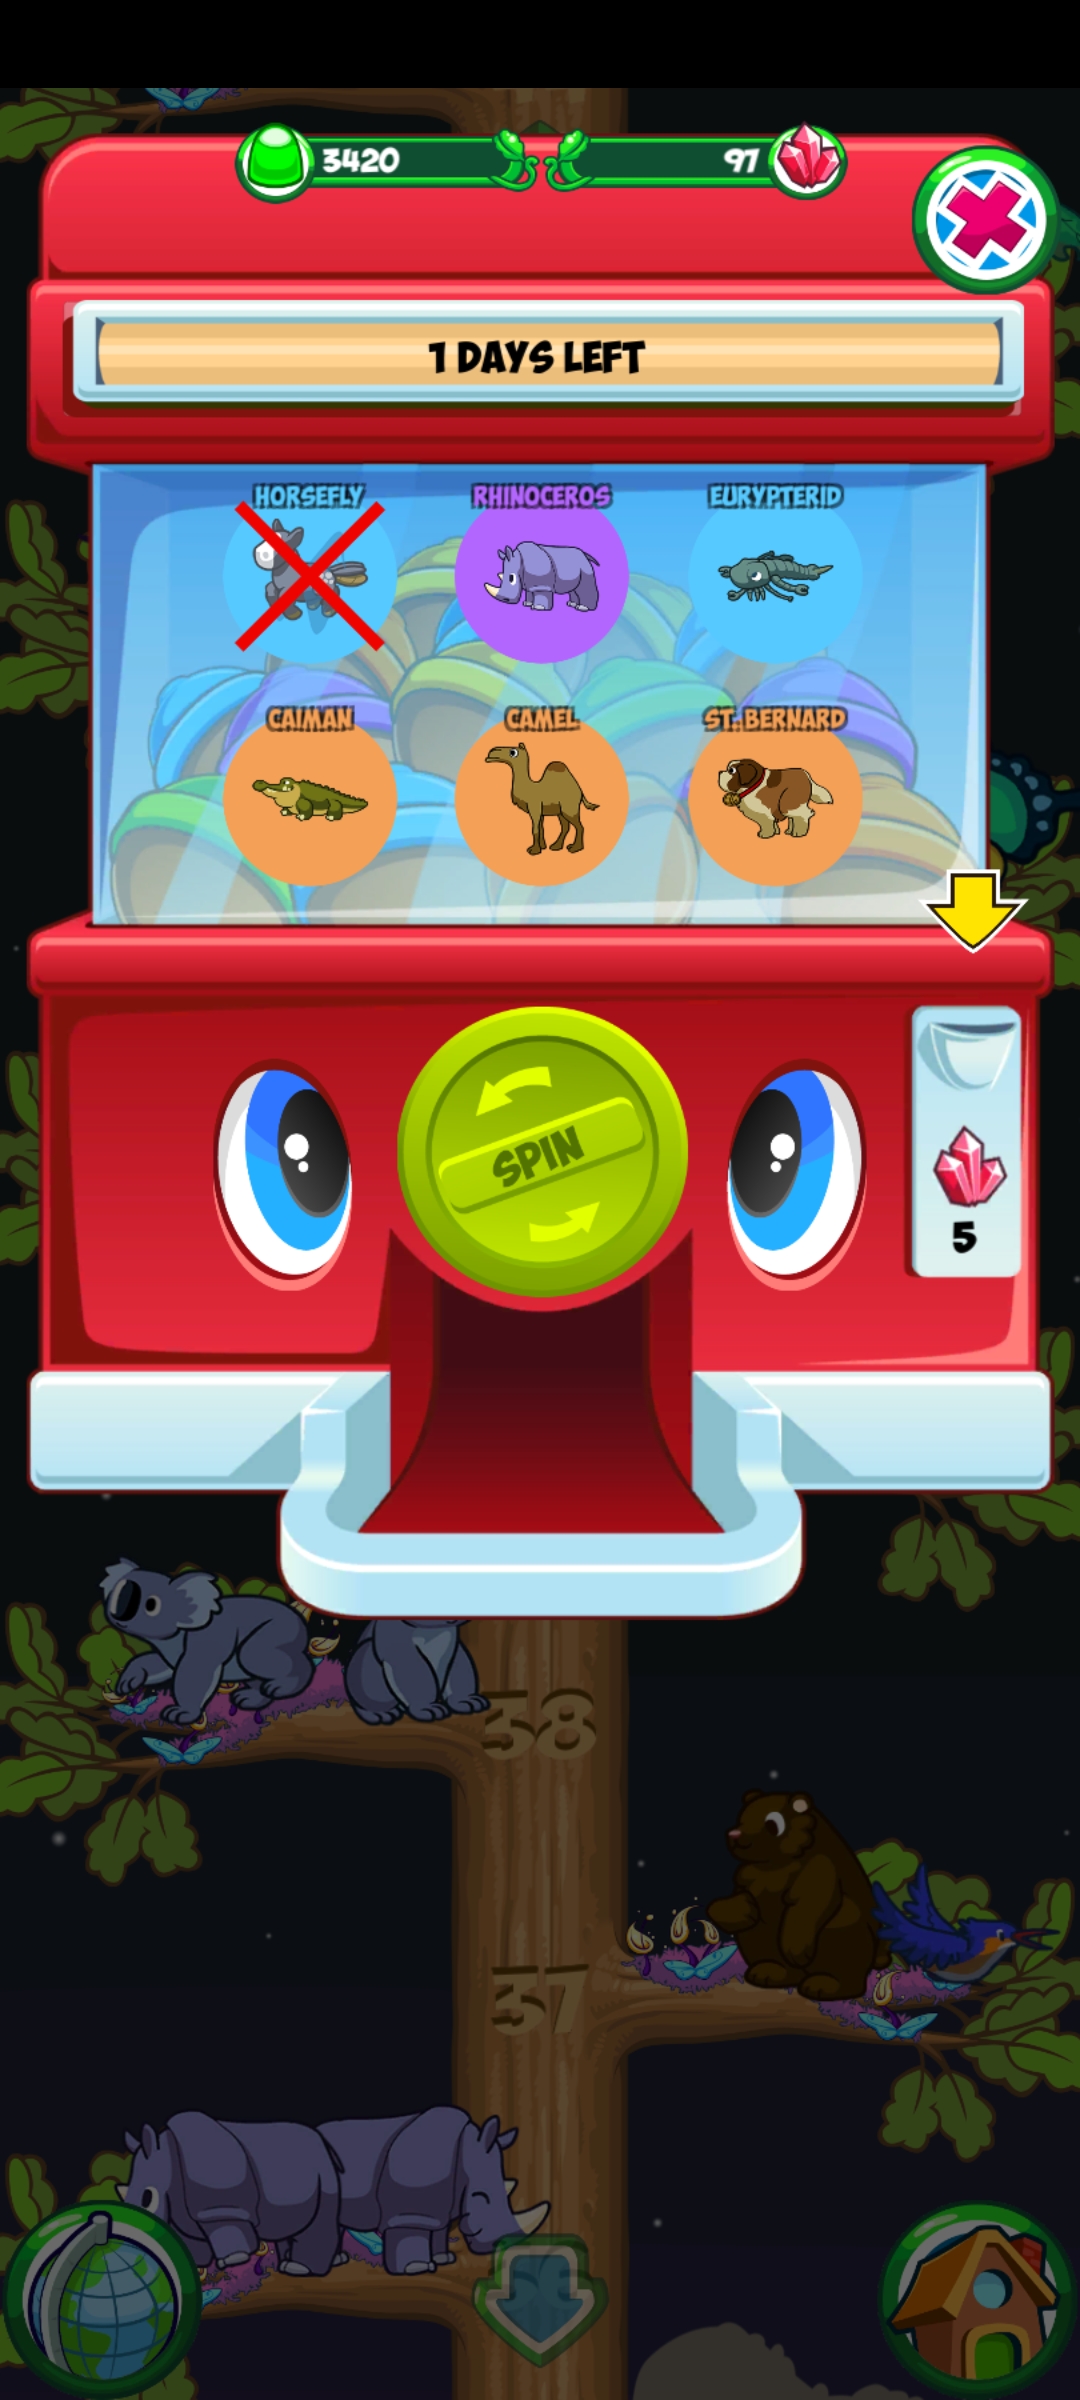 3420
97
1 DAYS LEFT
HORSEFLY
RHINOCEROS
EURYPTERID
CAIMAN
CAMEL
ST. BERNARD
SPIN
5
38
37